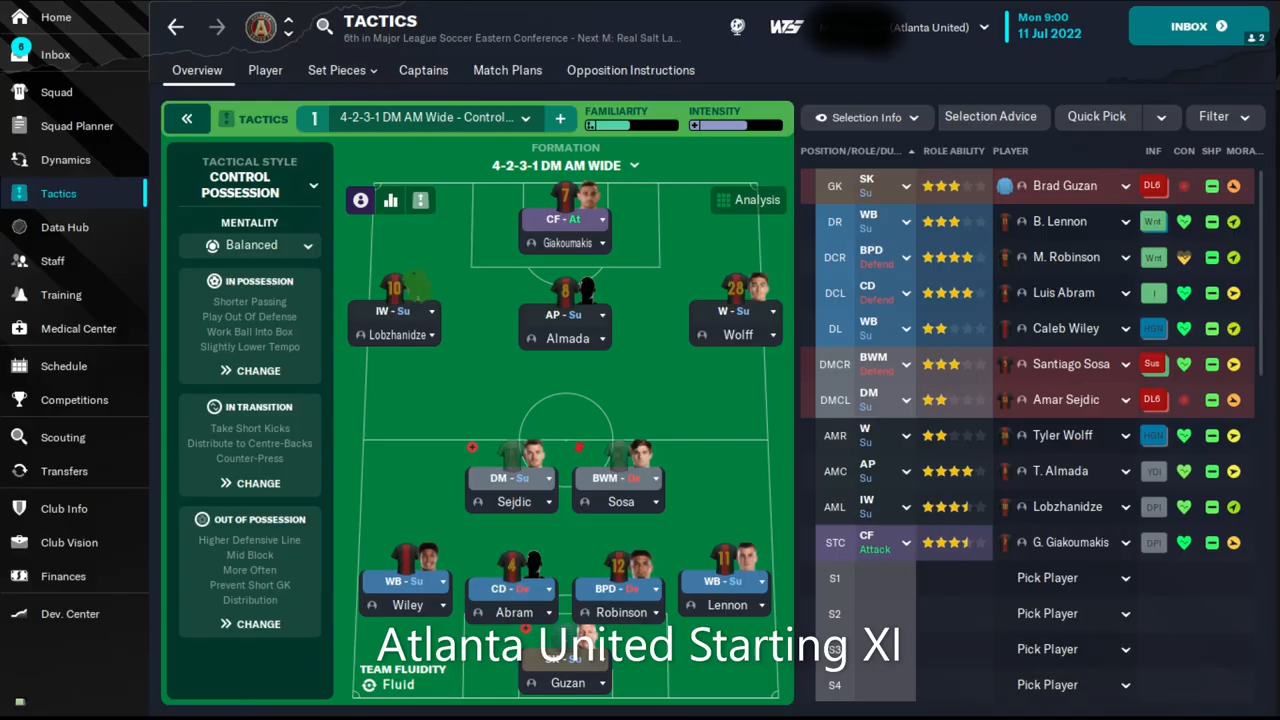 Home
Inbox
6
Squad
Squad Planner
Dynamics
Tactics
Data Hub
Staff
Training
Medical Center
Schedule
Competitions
Scouting
Transfers
Club Info
Club Vision
Finances
Dev. Center
TACTICS
6th in Major League Soccer Eastern Conference - Next M: Real Salt La...
(Atlanta United)
Mon 9:00
11 Jul 2022
INBOX
2
Overview
Player
Set Pieces
Captains
Match Plans
Opposition Instructions
TACTICS
1
4-2-3-1 DM AM Wide - Control...
FAMILIARITY
INTENSITY
TACTICAL STYLE
CONTROL
POSSESSION
MENTALITY
Balanced
IN POSSESSION
Shorter Passing
Play Out Of Defense
Work Ball Into Box
Slightly Lower Tempo
CHANGE
IN TRANSITION
Take Short Kicks
Distribute to Centre-Backs
Counter-Press
CHANGE
OUT OF POSSESSION
Higher Defensive Line
Mid Block
More Often
Prevent Short GK
Distribution
CHANGE
FORMATION
4-2-3-1 DM AM WIDE
Analysis
7
CF - At
Giakoumakis
10
IW - Su
Lobzhanidze
8
AP - Su
Almada
28
W - Su
Wolff
DM - Su
Sejdic
BWM - De
Sosa
WB - Su
Wiley
4
CD - De
Abram
12
BPD - De
Robinson
11
WB - Su
Lennon
Guzan
Atlanta United Starting XI
TEAM FLUIDITY
Fluid
Selection Info
Selection Advice
Quick Pick
Filter
POSITION/ROLE/DU... ROLE ABILITY PLAYER INF CON SHP MORA...
GK SK Su Brad Guzan DL6
DR WB Su B. Lennon Wnt
DCR BPD Defend M. Robinson Wnt
DCL CD Defend Luis Abram I
DL WB Su Caleb Wiley HGN
DMCR BWM Defend Santiago Sosa Sus
DMCL DM Su Amar Sejdic DL6
AMR W Su Tyler Wolff HGN
AMC AP Su T. Almada YDI
AML IW Su Lobzhanidze DPI
STC CF Attack G. Giakoumakis DPI
S1 Pick Player
S2 Pick Player
S3 Pick Player
S4 Pick Player